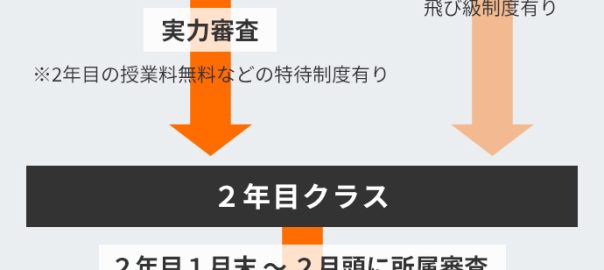 飛び級制度有り
実力審査
※2年目の授業料無料などの特待制度有り
２年目クラス
２年目１月末 ～ ２月頭に所属審査